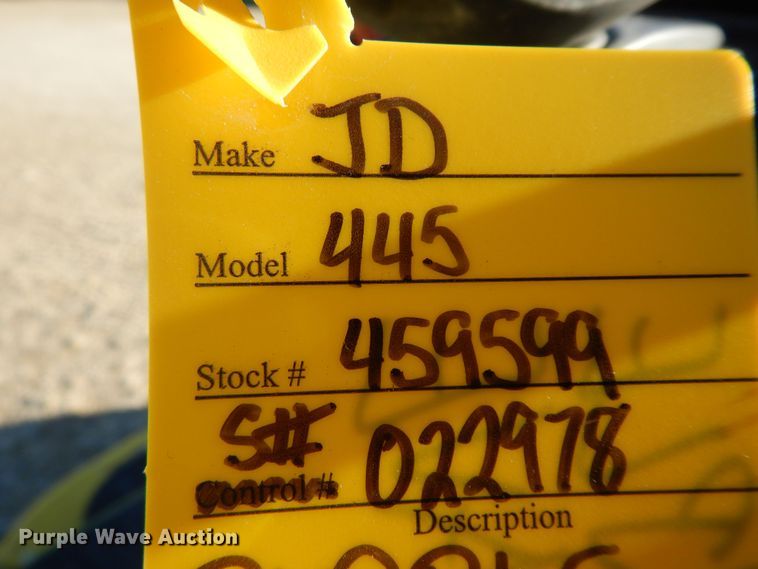 Make JD
Model 445
Stock # 459599
S#
Control # 022978
Description
Purple Wave Auction